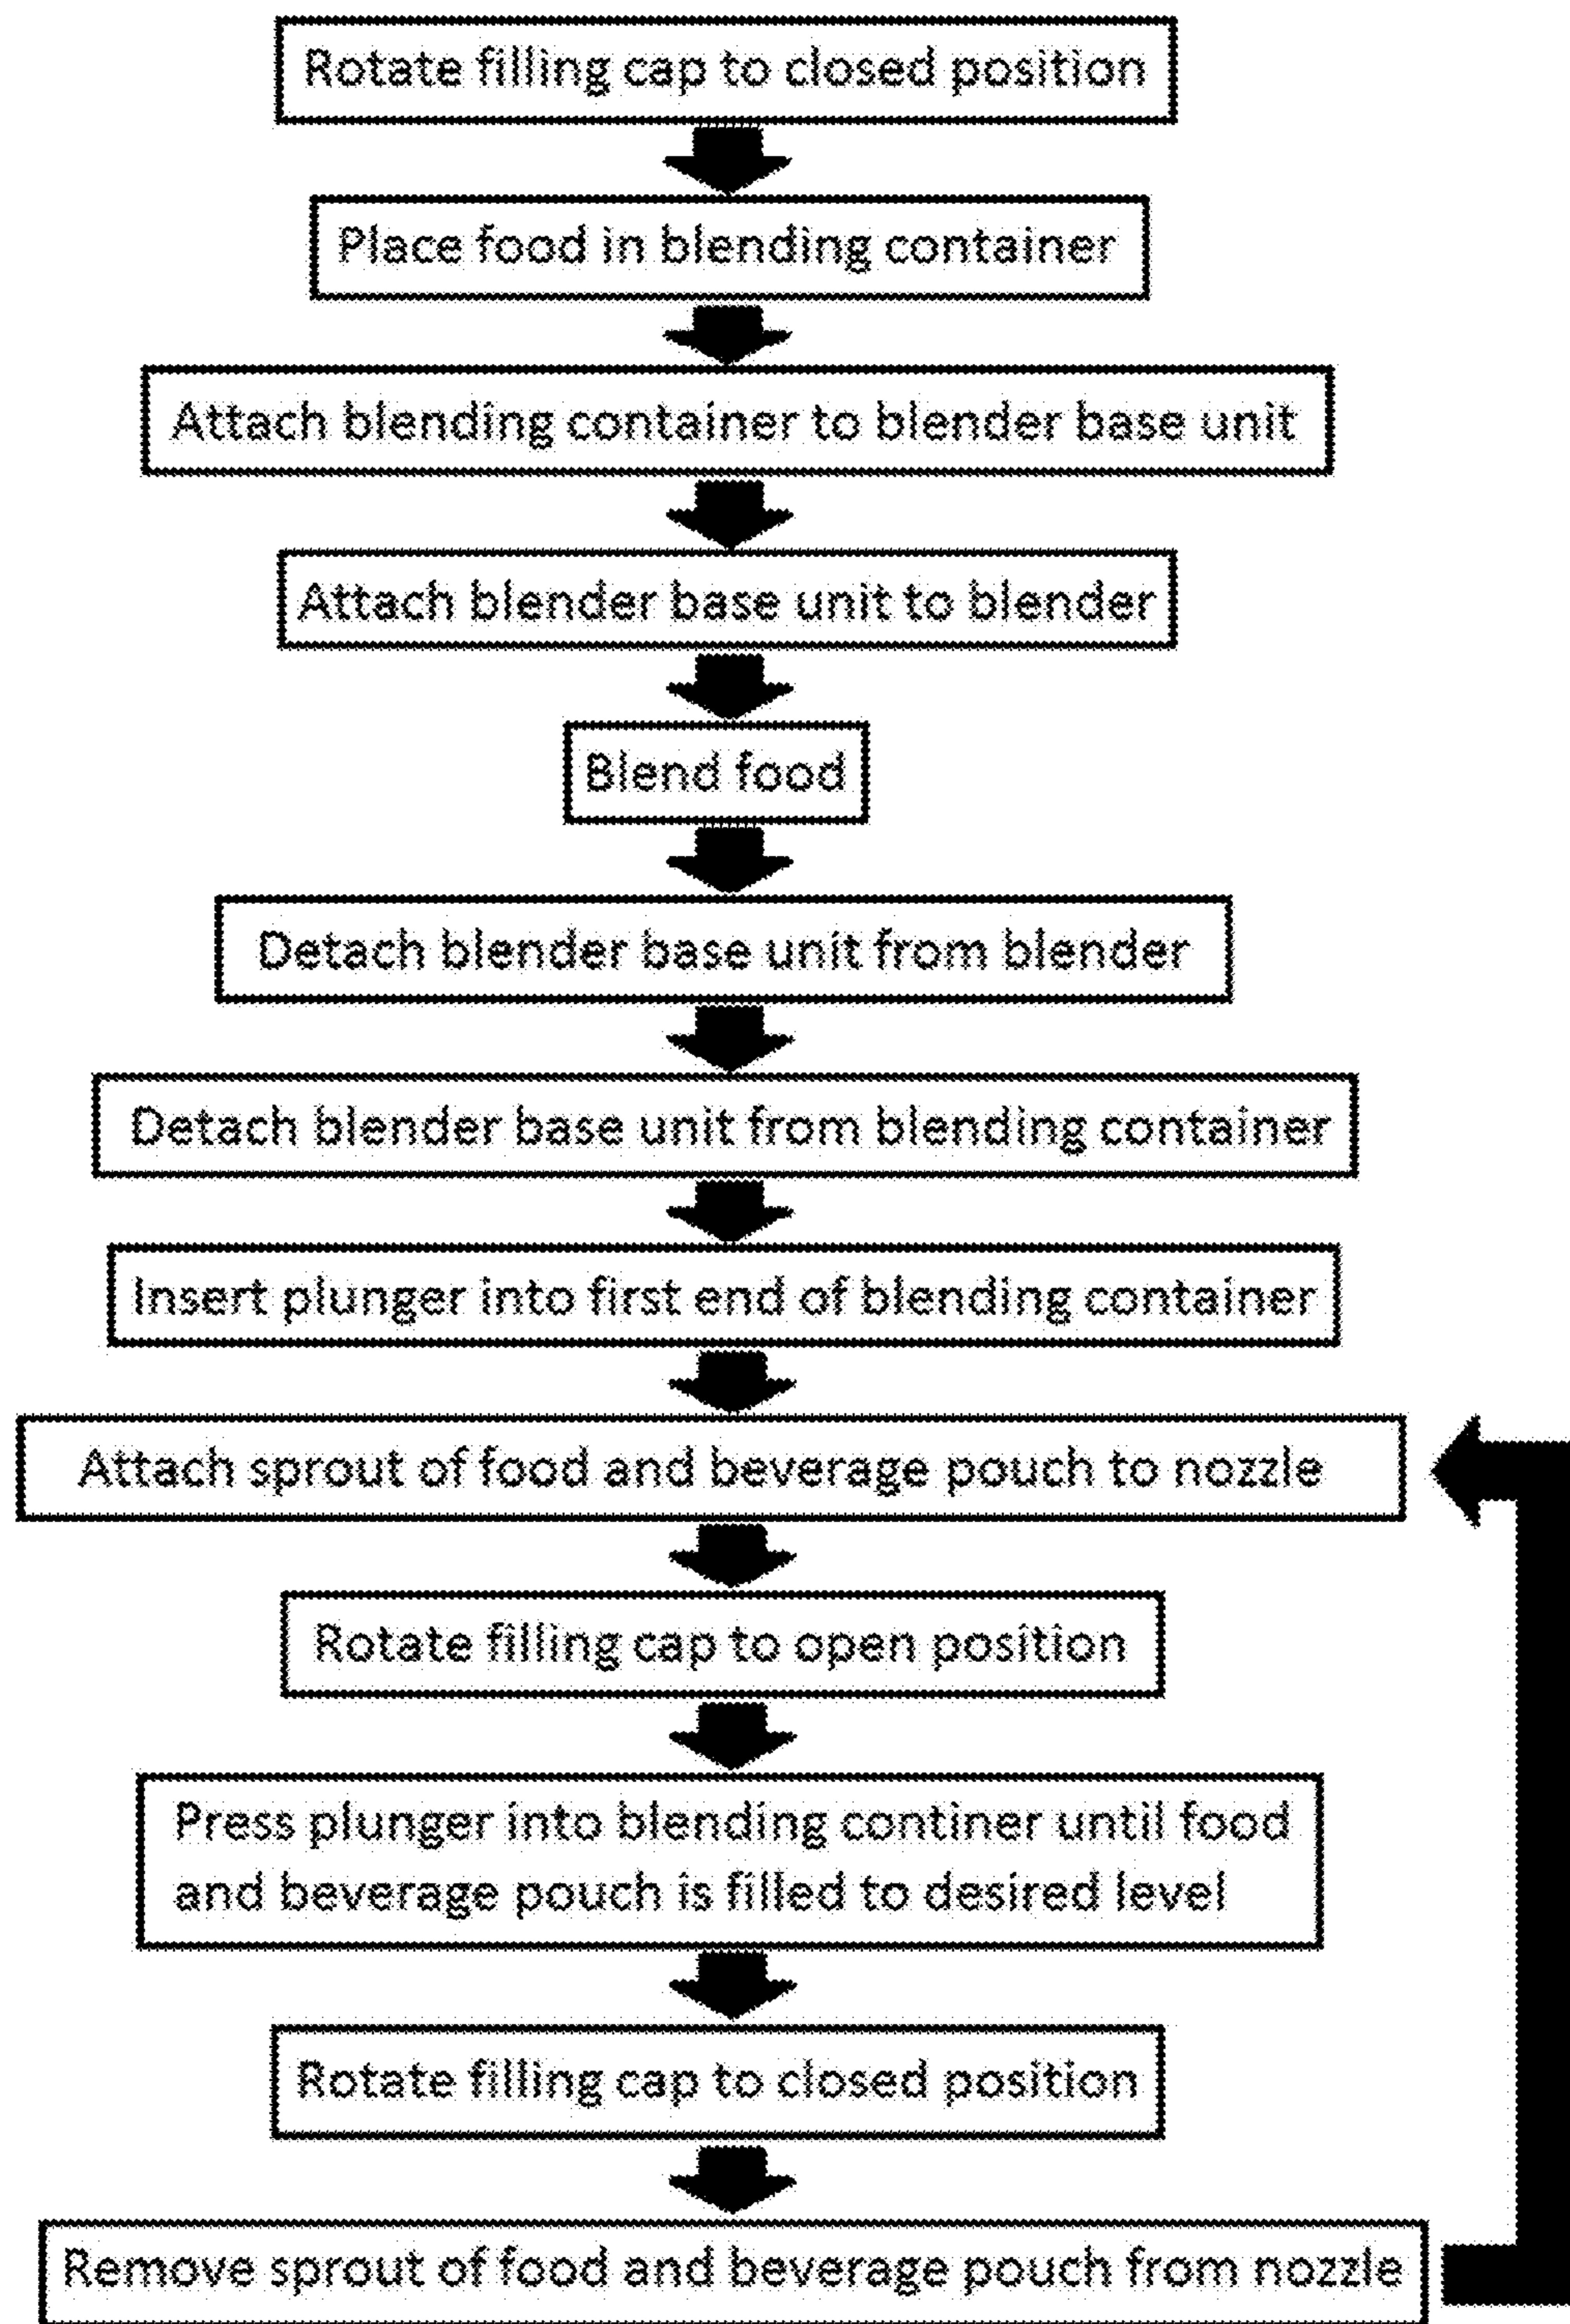 Rotate filling cap to closed position
Place food in blending container
Attach blending container to blender base unit
Attach blender base unit to blender
Blend food
Detach blender base unit from blender
Detach blender base unit from blending container
Insert plunger into first end of blending container
Attach sprout of food and beverage pouch to nozzle
Rotate filling cap to open position
Press plunger into blending continer until food
and beverage pouch is filled to desired level
Rotate filling cap to closed position
Remove sprout of food and beverage pouch from nozzle